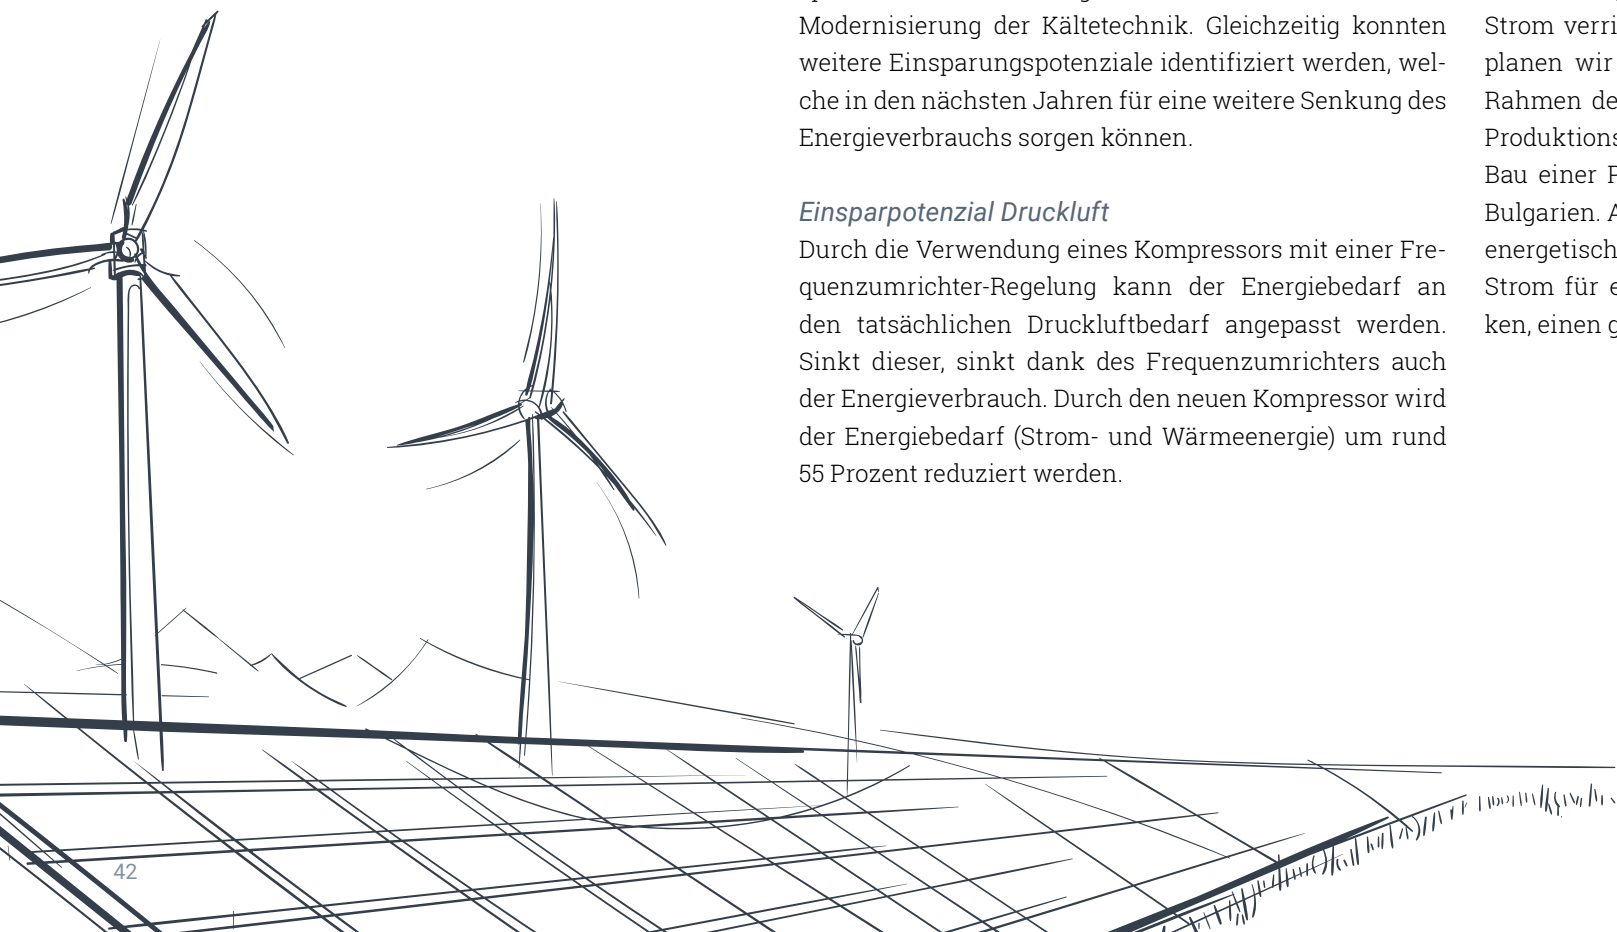 Modernisierung der Kältetechnik. Gleichzeitig konnten
weitere Einsparungspotenziale identifiziert werden, wel-
che in den nächsten Jahren für eine weitere Senkung des
Energieverbrauchs sorgen können.
Einsparpotenzial Druckluft
Durch die Verwendung eines Kompressors mit einer Fre-
quenzumrichter-Regelung kann der Energiebedarf an
den tatsächlichen Druckluftbedarf angepasst werden.
Sinkt dieser, sinkt dank des Frequenzumrichters auch
der Energieverbrauch. Durch den neuen Kompressor wird
der Energiebedarf (Strom- und Wärmeenergie) um rund
55 Prozent reduziert werden.
Strom
planen wir
Rahmen
Bau einer
Bulgarien.
Strom für
ken, einen
42